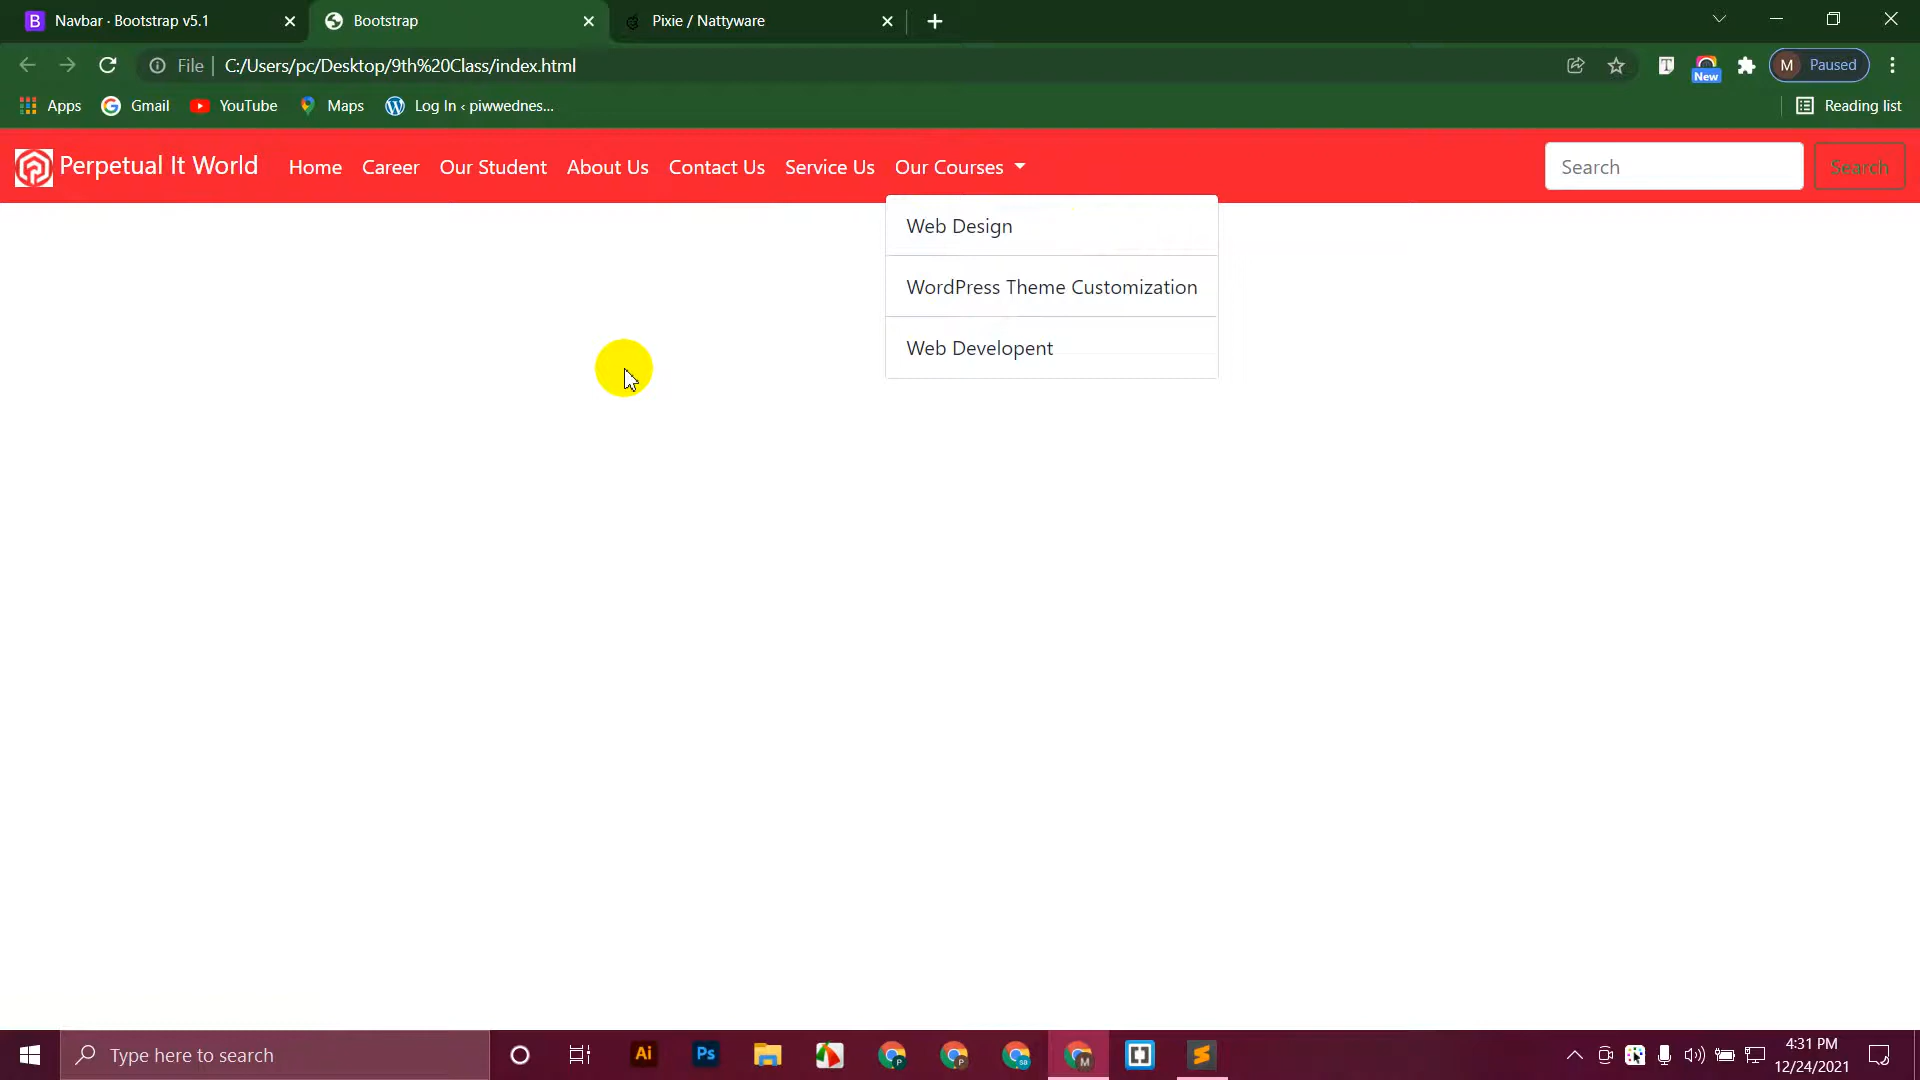 Navbar · Bootstrap v5.1
Bootstrap
Pixie / Nattyware
File
C:/Users/pc/Desktop/9th%20Class/index.html
New
M Paused
Apps
Gmail
YouTube
Maps
Log In ‹ piwwednes...
Reading list
Perpetual It World
Home
Career
Our Student
About Us
Contact Us
Service Us
Our Courses
Search
Search
Web Design
WordPress Theme Customization
Web Developent
Type here to search
Ai
Ps
4:31 PM
12/24/2021